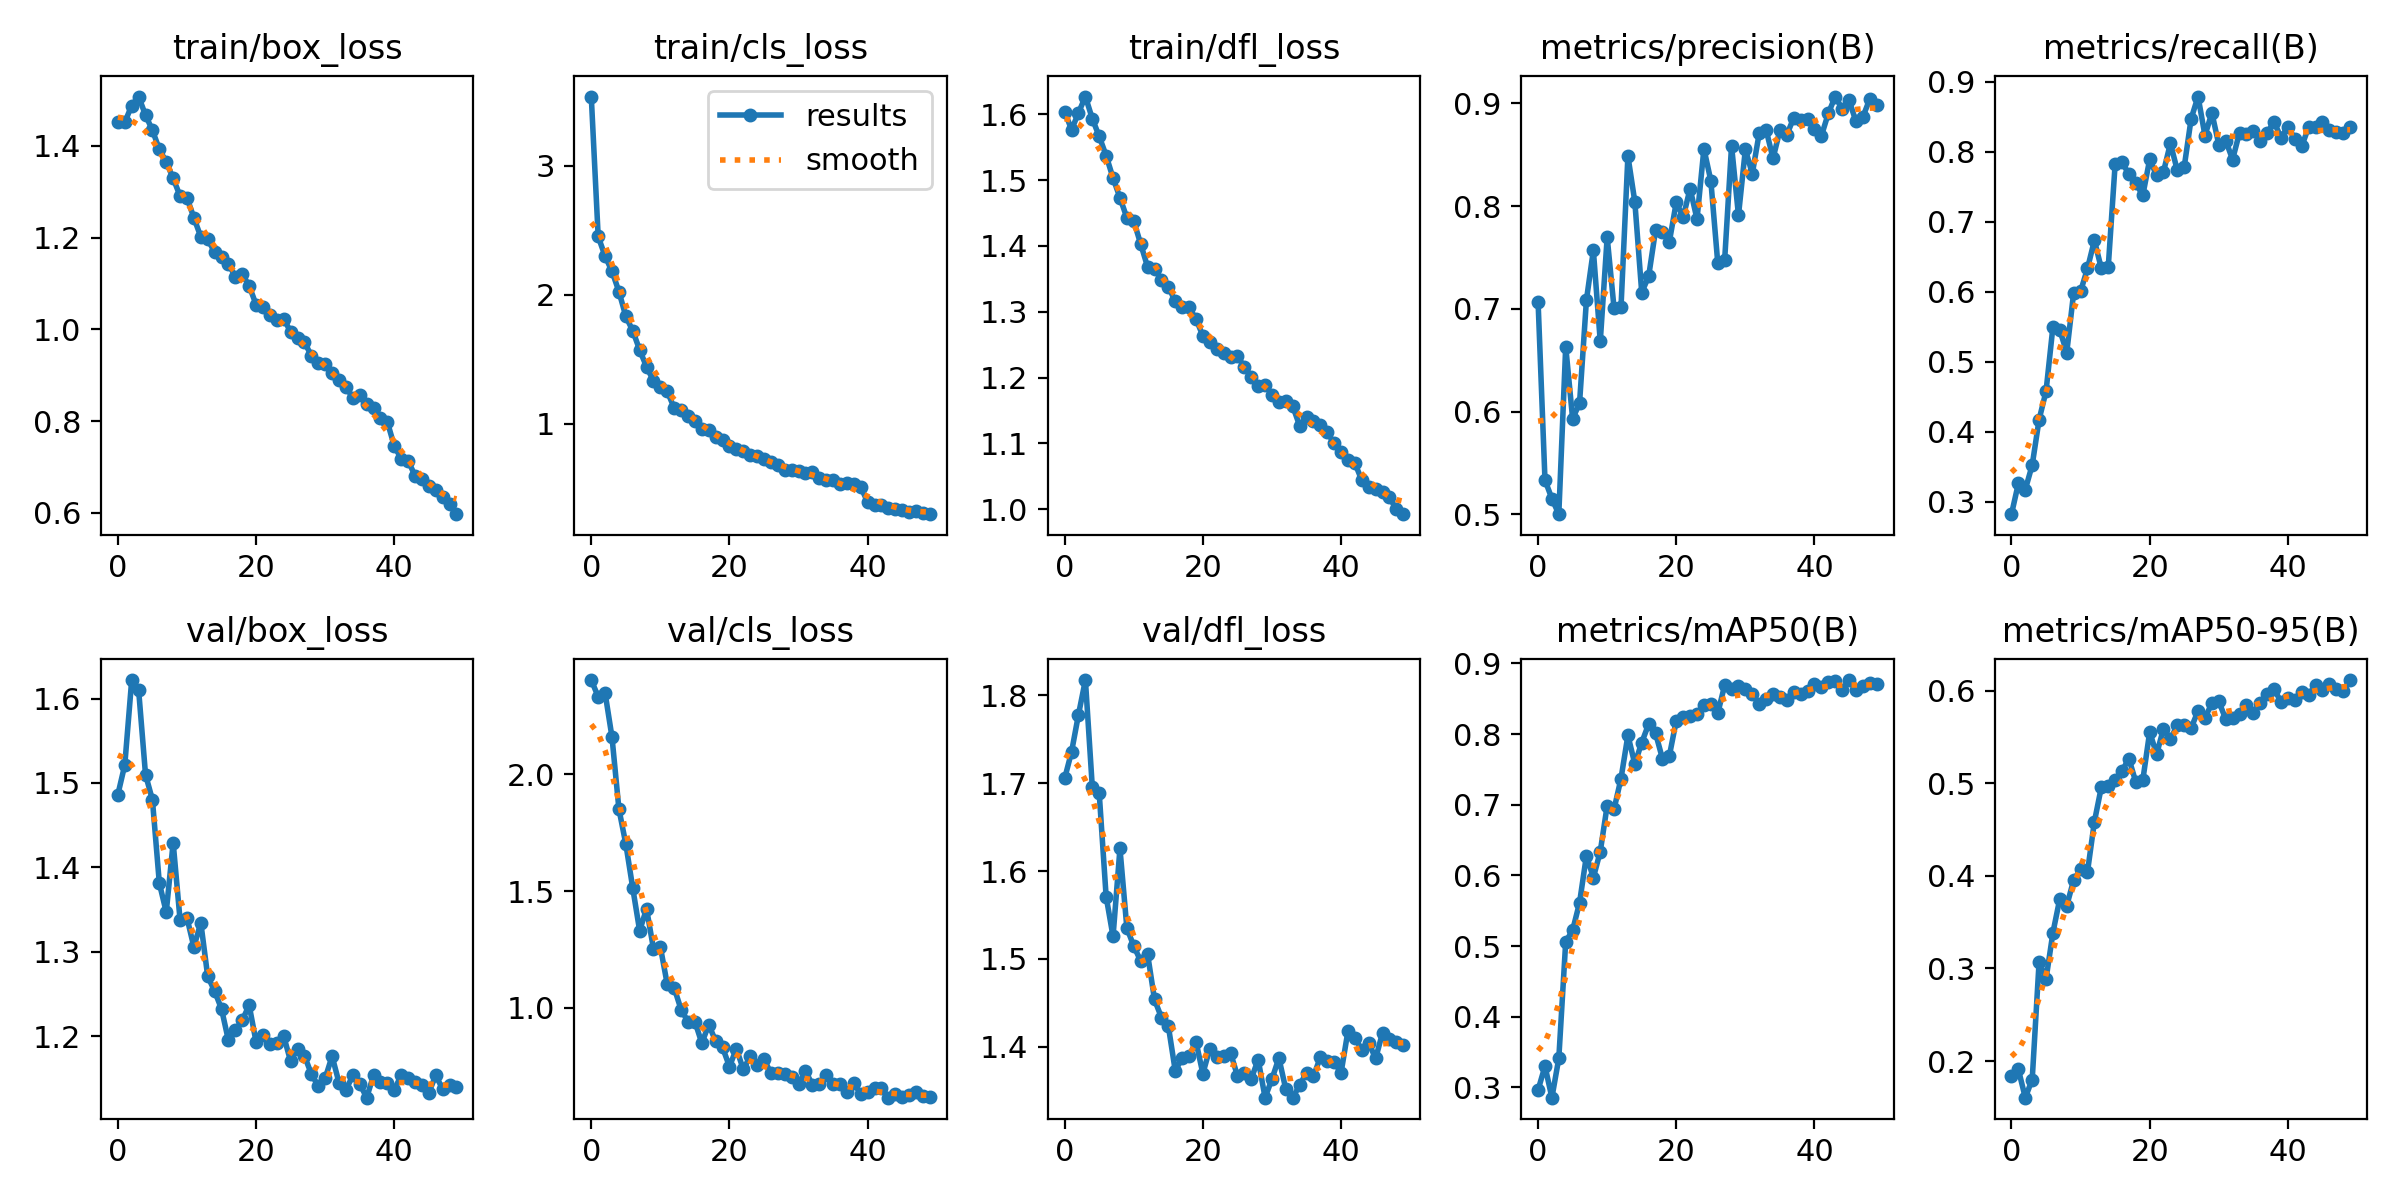 train/box_loss
1.4
1.2
1.0
0.8
0.6
0 20 40
train/cls_loss
results
smooth
3
2
1
0 20 40
train/dfl_loss
1.6
1.5
1.4
1.3
1.2
1.1
1.0
0 20 40
metrics/precision(B)
0.9
0.8
0.7
0.6
0.5
0 20 40
metrics/recall(B)
0.9
0.8
0.7
0.6
0.5
0.4
0.3
0 20 40
val/box_loss
1.6
1.5
1.4
1.3
1.2
0 20 40
val/cls_loss
2.0
1.5
1.0
0 20 40
val/dfl_loss
1.8
1.7
1.6
1.5
1.4
0 20 40
metrics/mAP50(B)
0.9
0.8
0.7
0.6
0.5
0.4
0.3
0 20 40
metrics/mAP50-95(B)
0.6
0.5
0.4
0.3
0.2
0 20 40